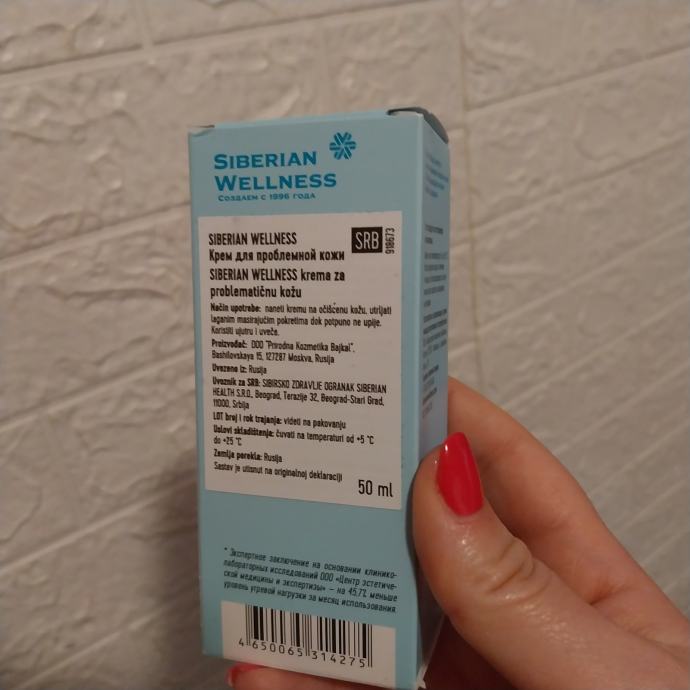 SIBERIAN
WELLNESS
Создаем с 1996 года
SIBERIAN WELLNESS
Крем для проблемной кожи
SRB
918673
SIBERIAN WELLNESS krema za
problematičnu kožu
Način upotrebe: naneti kremu na očišćenu kožu, utrljati
laganim masirajućim pokretima dok potpuno ne upije.
Koristiti ujutru i uveče.
Proizvođač: OOO "Prirodna Kozmetika Bajkal",
Bashilovskaya 15, 127287 Moskva, Rusija
Uvezeno iz: Rusija
Uvoznik za SRB: SIBIRSKO ZDRAVLJE OGRANAK SIBERIAN
HEALTH S.R.O., Beograd, Terazije 32, Beograd-Stari Grad,
11000, Srbija
LOT broj i rok trajanja: videti na pakovanju
Uslovi skladištenja: čuvati na temperaturi od +5 °C
do +25 °C
Zemlja porekla: Rusija
Sastav je utisnut na originalnoj deklaraciji
50 ml
* Экспертное заключение на основании клинико-
лабораторных исследований ООО «Центр эстетиче-
ской медицины и экспертизы» – на 45,7% меньше
уровень угревой нагрузки за месяц использования
4 650065 314275